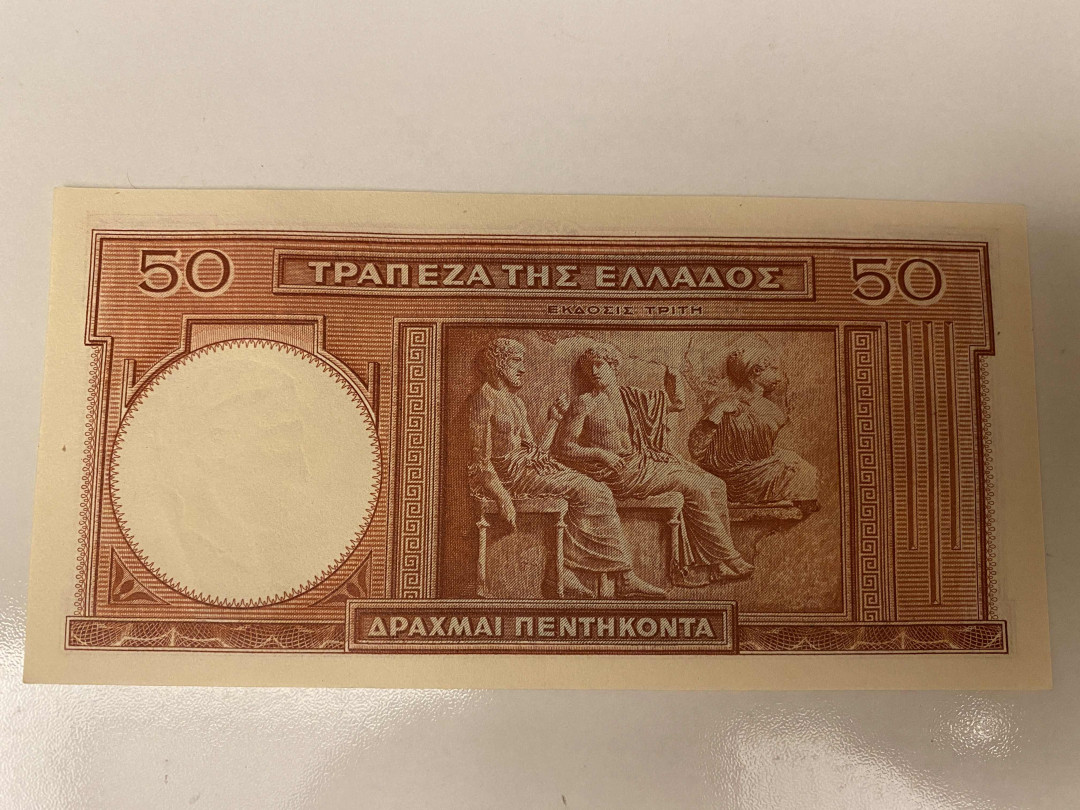 50 ΤΡΑΠΕΖΑ ΤΗΣ ΕΛΛΑΔΟΣ 50
ΕΚΔΟΣΙΣ ΤΡΙΤΗ
ΔΡΑΧΜΑΙ ΠΕΝΤΗΚΟΝΤΑ